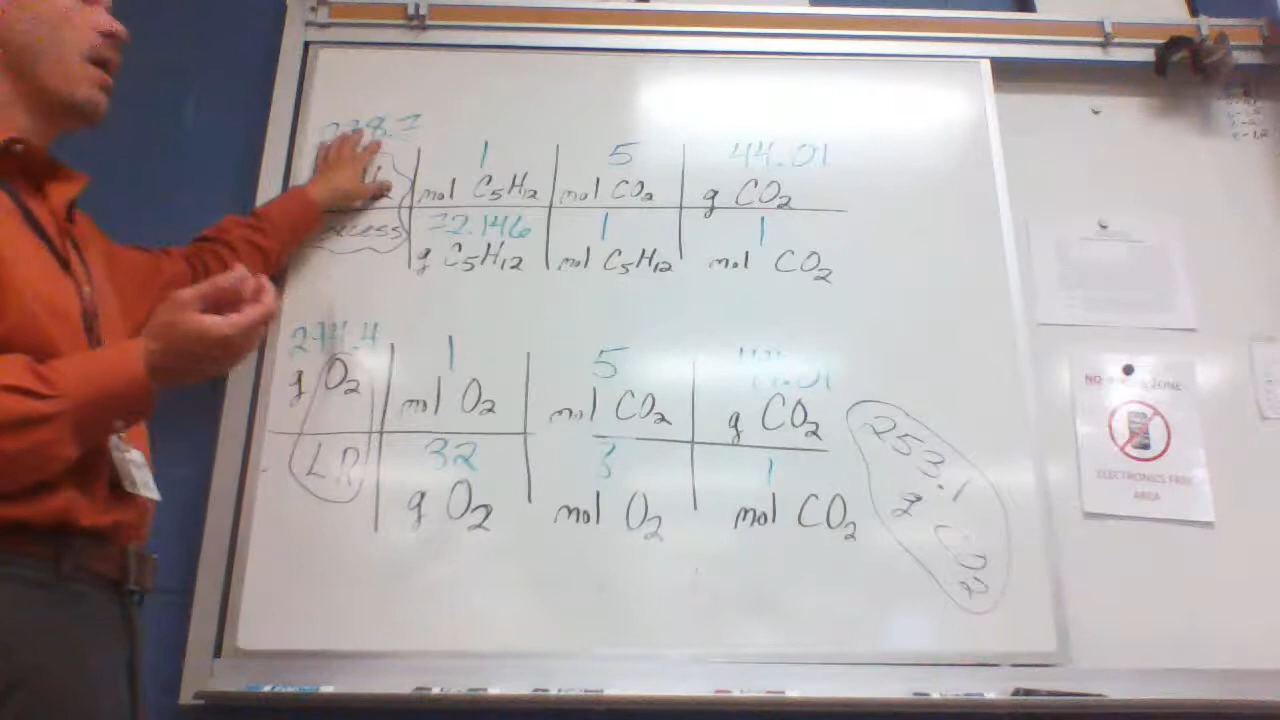 1 5 44.01
mol C5H12 mol CO2 g CO2
72.146 1 1
g C5H12 mol C5H12 mol CO2
1 5
g O2 mol O2 mol CO2 g CO2
LR 32 3 1
g O2 mol O2 mol CO2
253.1
g CO2
ELECTRONICS FREE
AREA